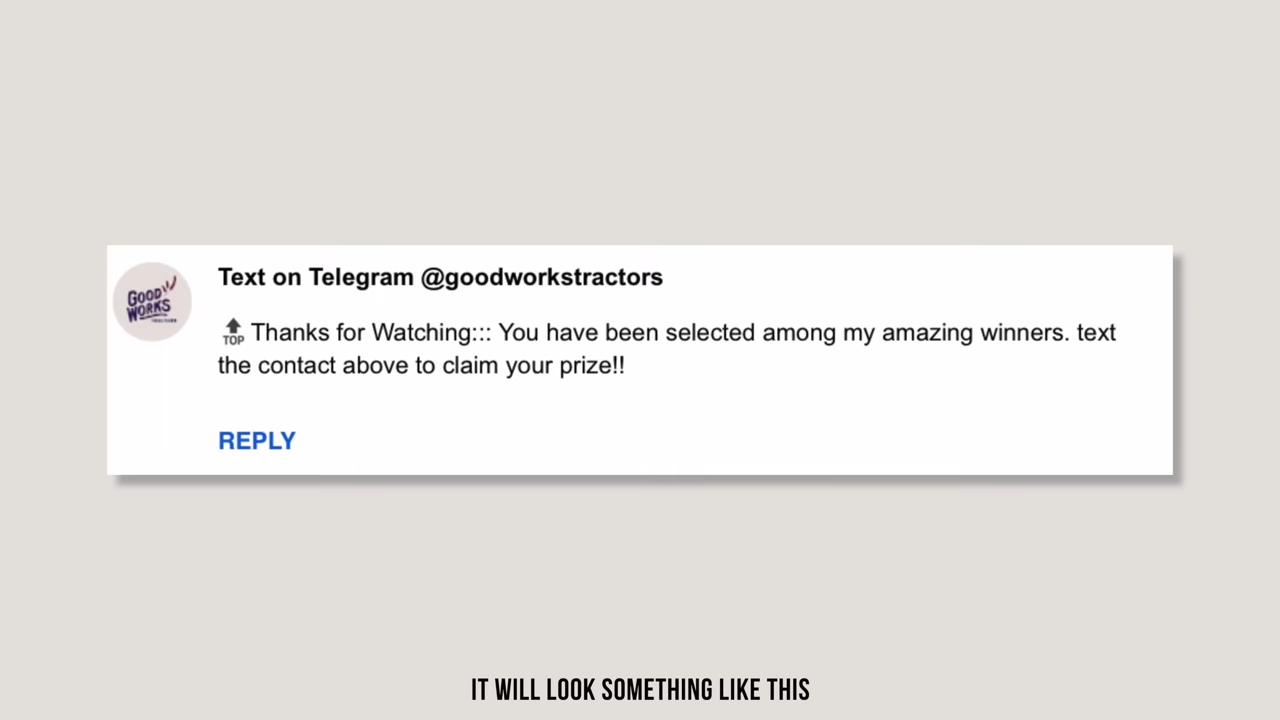 Text on Telegram @goodworkstractors
GOOD
WORKS
TOP Thanks for Watching::: You have been selected among my amazing winners. text
the contact above to claim your prize!!
REPLY
IT WILL LOOK SOMETHING LIKE THIS